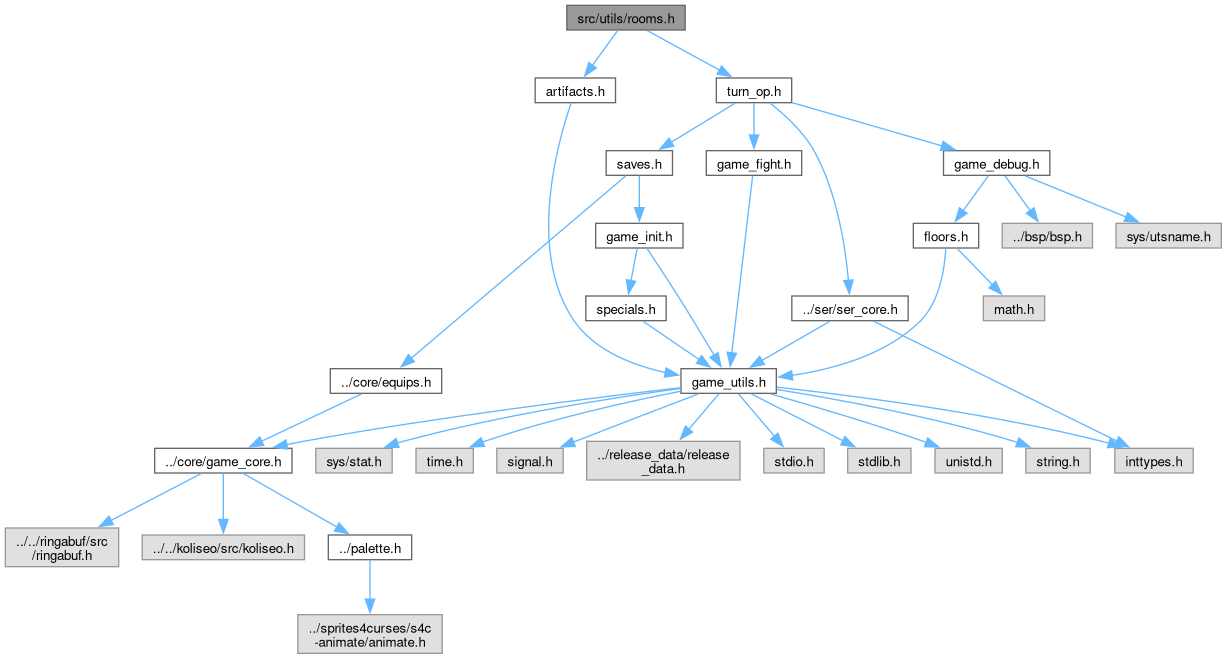 src/utils/rooms.h
artifacts.h
turn_op.h
saves.h
game_fight.h
game_debug.h
game_init.h
floors.h
../bsp/bsp.h
sys/utsname.h
specials.h
../ser/ser_core.h
math.h
../core/equips.h
game_utils.h
../core/game_core.h
sys/stat.h
time.h
signal.h
../release_data/release
_data.h
stdio.h
stdlib.h
unistd.h
string.h
inttypes.h
../../ringabuf/src
/ringabuf.h
../../koliseo/src/koliseo.h
../palette.h
../sprites4curses/s4c
-animate/animate.h